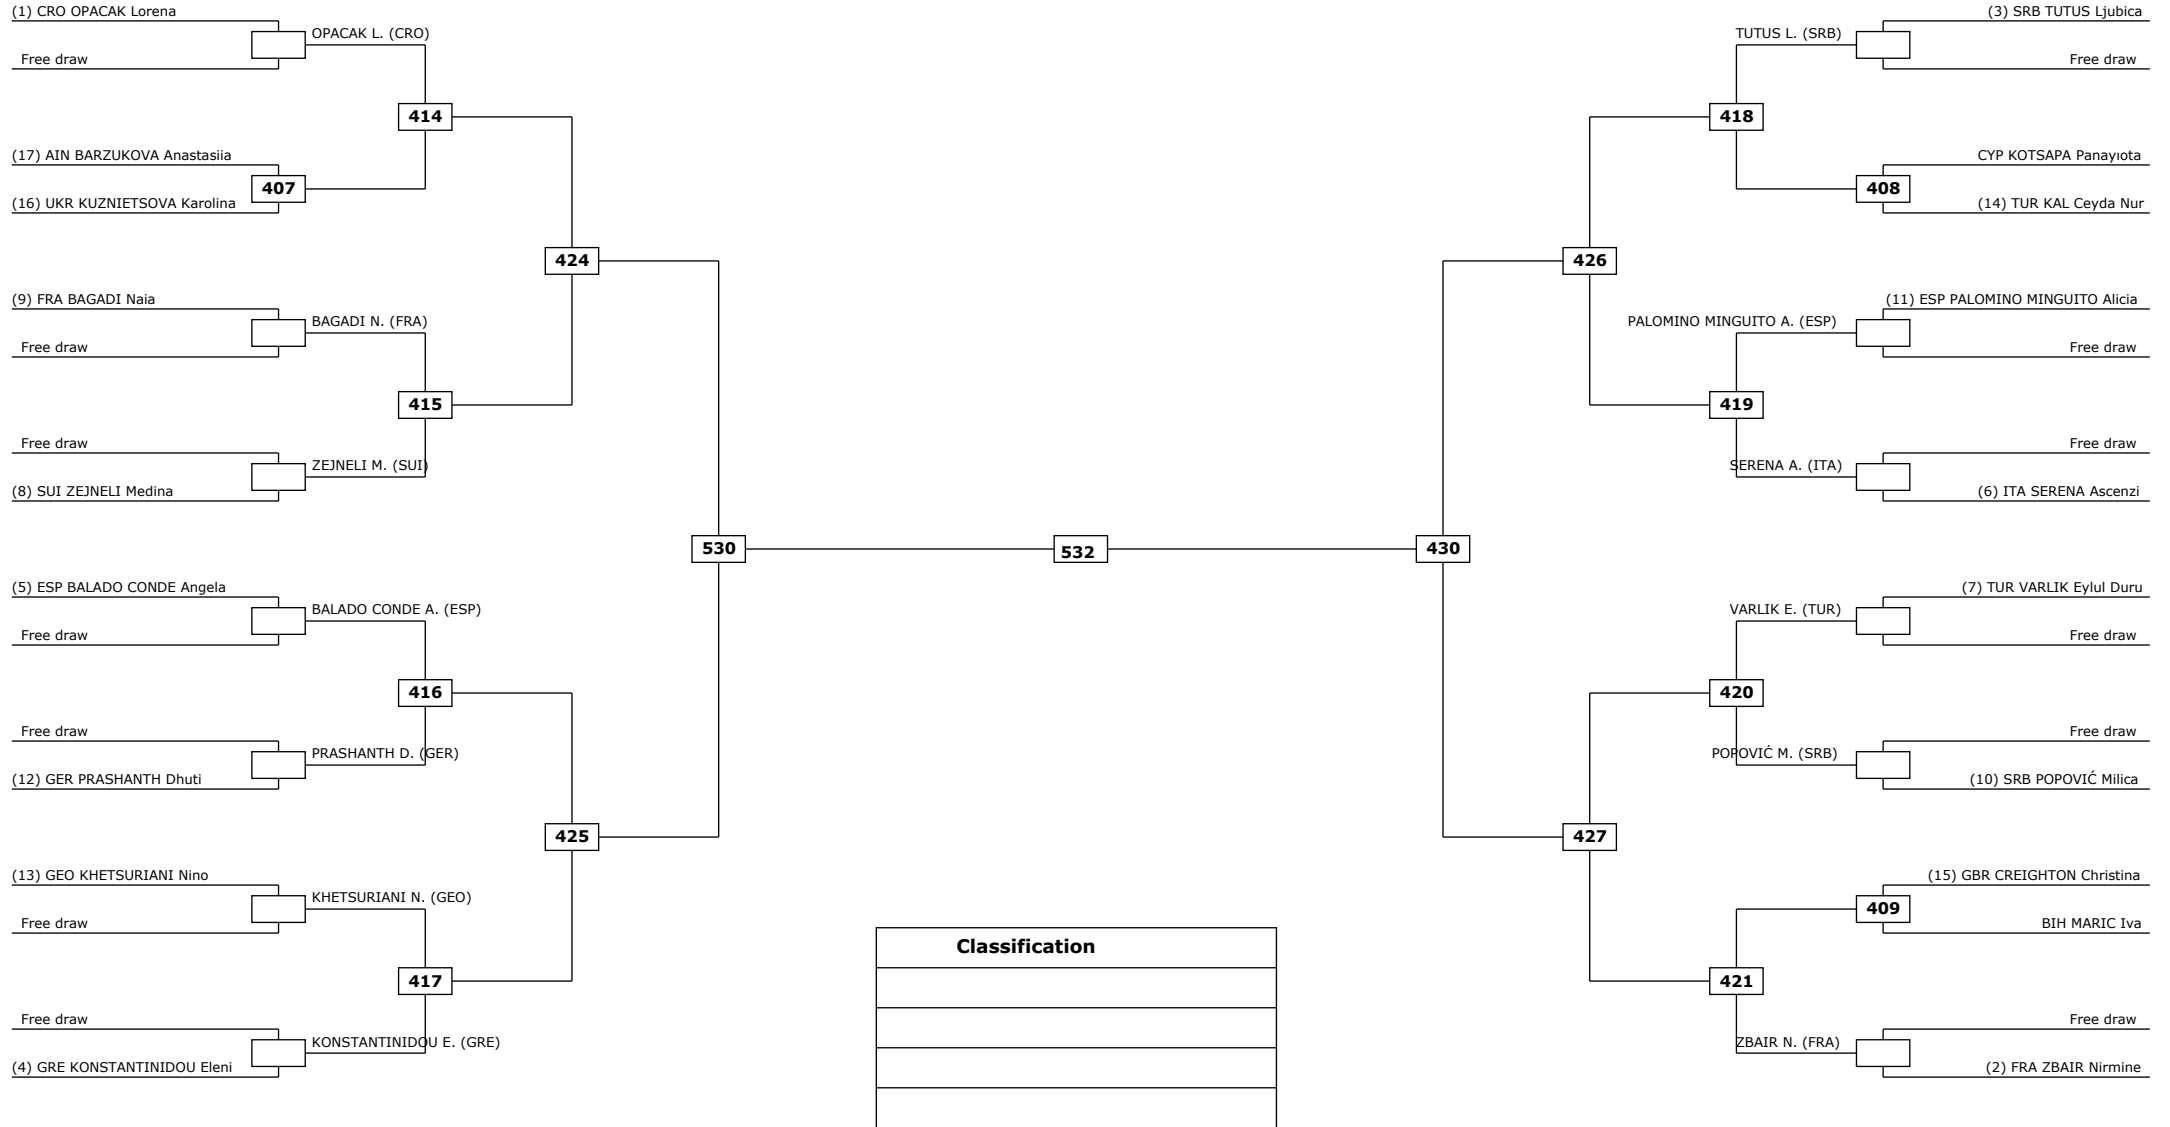 (1) CRO OPACAK Lorena
OPACAK L. (CRO)
Free draw
414
(17) AIN BARZUKOVA Anastasiia
407
(16) UKR KUZNIETSOVA Karolina
424
(9) FRA BAGADI Naia
BAGADI N. (FRA)
Free draw
415
Free draw
ZEJNELI M. (SUI)
(8) SUI ZEJNELI Medina
530
(5) ESP BALADO CONDE Angela
BALADO CONDE A. (ESP)
Free draw
416
Free draw
PRASHANTH D. (GER)
(12) GER PRASHANTH Dhuti
425
(13) GEO KHETSURIANI Nino
KHETSURIANI N. (GEO)
Free draw
417
Free draw
KONSTANTINIDOU E. (GRE)
(4) GRE KONSTANTINIDOU Eleni
532
(3) SRB TUTUS Ljubica
TUTUS L. (SRB)
Free draw
418
CYP KOTSAPA Panayıota
408
(14) TUR KAL Ceyda Nur
426
(11) ESP PALOMINO MINGUITO Alicia
PALOMINO MINGUITO A. (ESP)
Free draw
419
Free draw
SERENA A. (ITA)
(6) ITA SERENA Ascenzi
430
(7) TUR VARLIK Eylul Duru
VARLIK E. (TUR)
Free draw
420
Free draw
POPOVIĆ M. (SRB)
(10) SRB POPOVIĆ Milica
427
(15) GBR CREIGHTON Christina
409
BIH MARIC Iva
421
Free draw
ZBAIR N. (FRA)
(2) FRA ZBAIR Nirmine
Classification